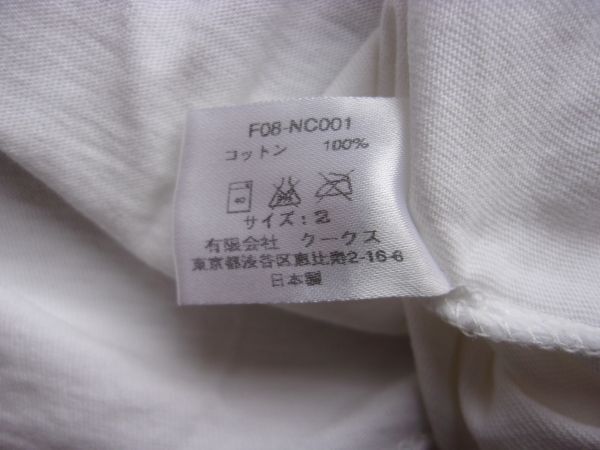 F08-NC001
コットン 100%
40
サイズ：2
有限会社 クークス
東京都渋谷区恵比寿2-16-6
日本製